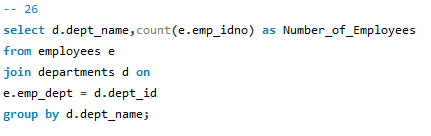 -- 26
select d.dept_name,count(e.emp_idno) as Number_of_Employees
from employees e
join departments d on
e.emp_dept = d.dept_id
group by d.dept_name;